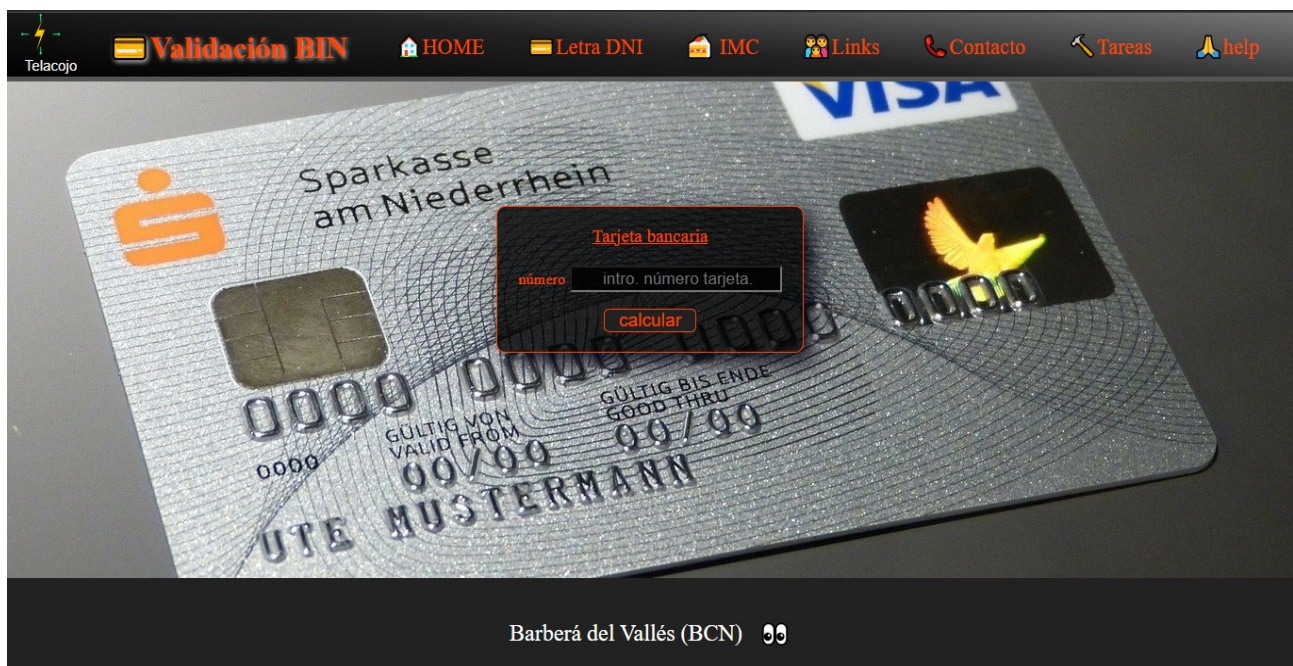 Telacojo
Validación BIN
HOME
Letra DNI
IMC
Links
Contacto
Tareas
help
VISA
Sparkasse
am Niederrhein
Tarjeta bancaria
número intro. número tarjeta.
calcular
0000 0000 0000 0000
GÜLTIG VON
VALID FROM
GÜLTIG BIS ENDE
GOOD THRU
0000
00/00 00/00
UTE MUSTERMANN
Barberá del Vallés (BCN)